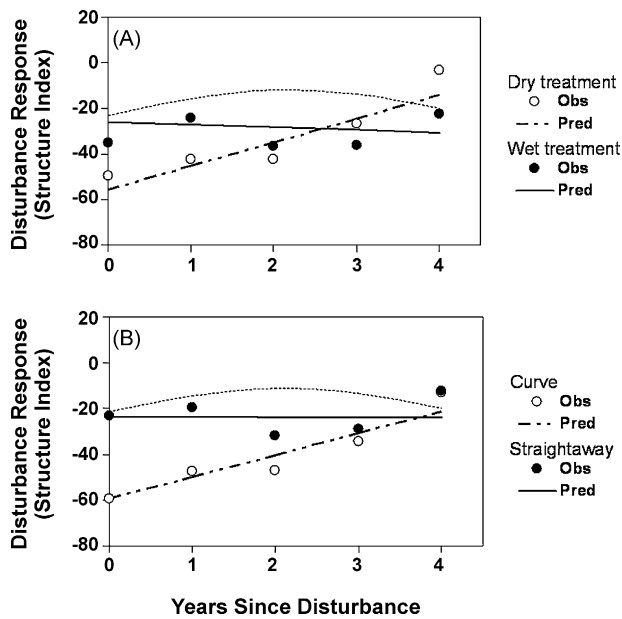 Disturbance Response
(Structure Index)
20
0
-20
-40
-60
-80
(A)
0 1 2 3 4
Dry treatment
Obs
Pred
Wet treatment
Obs
Pred
Disturbance Response
(Structure Index)
20
0
-20
-40
-60
-80
(B)
0 1 2 3 4
Curve
Obs
Pred
Straightaway
Obs
Pred
Years Since Disturbance